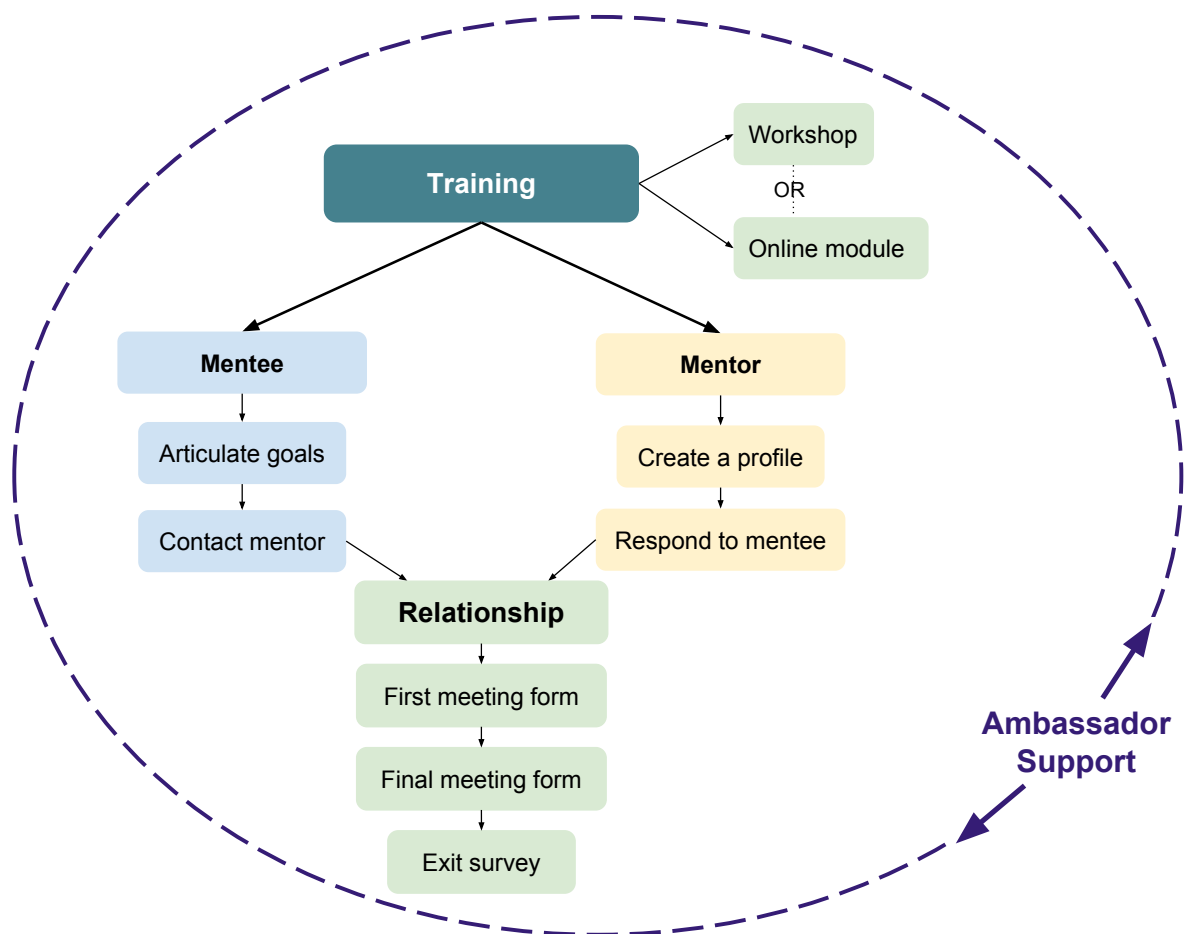 Workshop
Training
OR
Online module
Mentee
Mentor
Articulate goals
Create a profile
Contact mentor
Respond to mentee
Relationship
First meeting form
Final meeting form
Exit survey
Ambassador
Support